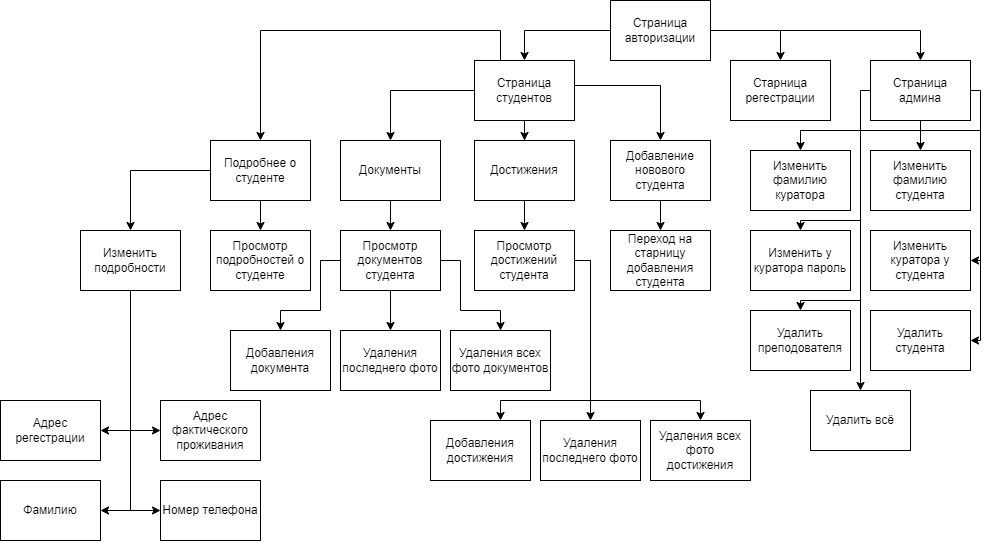 Страница
авторизации
Страница
студентов
Старница
регестрации
Страница
админа
Подробнее о
студенте
Документы
Достижения
Добавление
новового
студента
Изменить
фамилию
куратора
Изменить
фамилию
студента
Изменить
подробности
Просмотр
подробностей о
студенте
Просмотр
документов
студента
Просмотр
достижений
студента
Переход на
старницу
добавления
студента
Изменить у
куратора пароль
Изменить
куратора у
студента
Добавления
документа
Удаления
последнего фото
Удаления всех
фото документов
Удалить
преподователя
Удалить
студента
Адрес
регестрации
Адрес
фактического
проживания
Добавления
достижения
Удаления
последнего фото
Удаления всех
фото
достижения
Удалить всё
Фамилию
Номер телефона